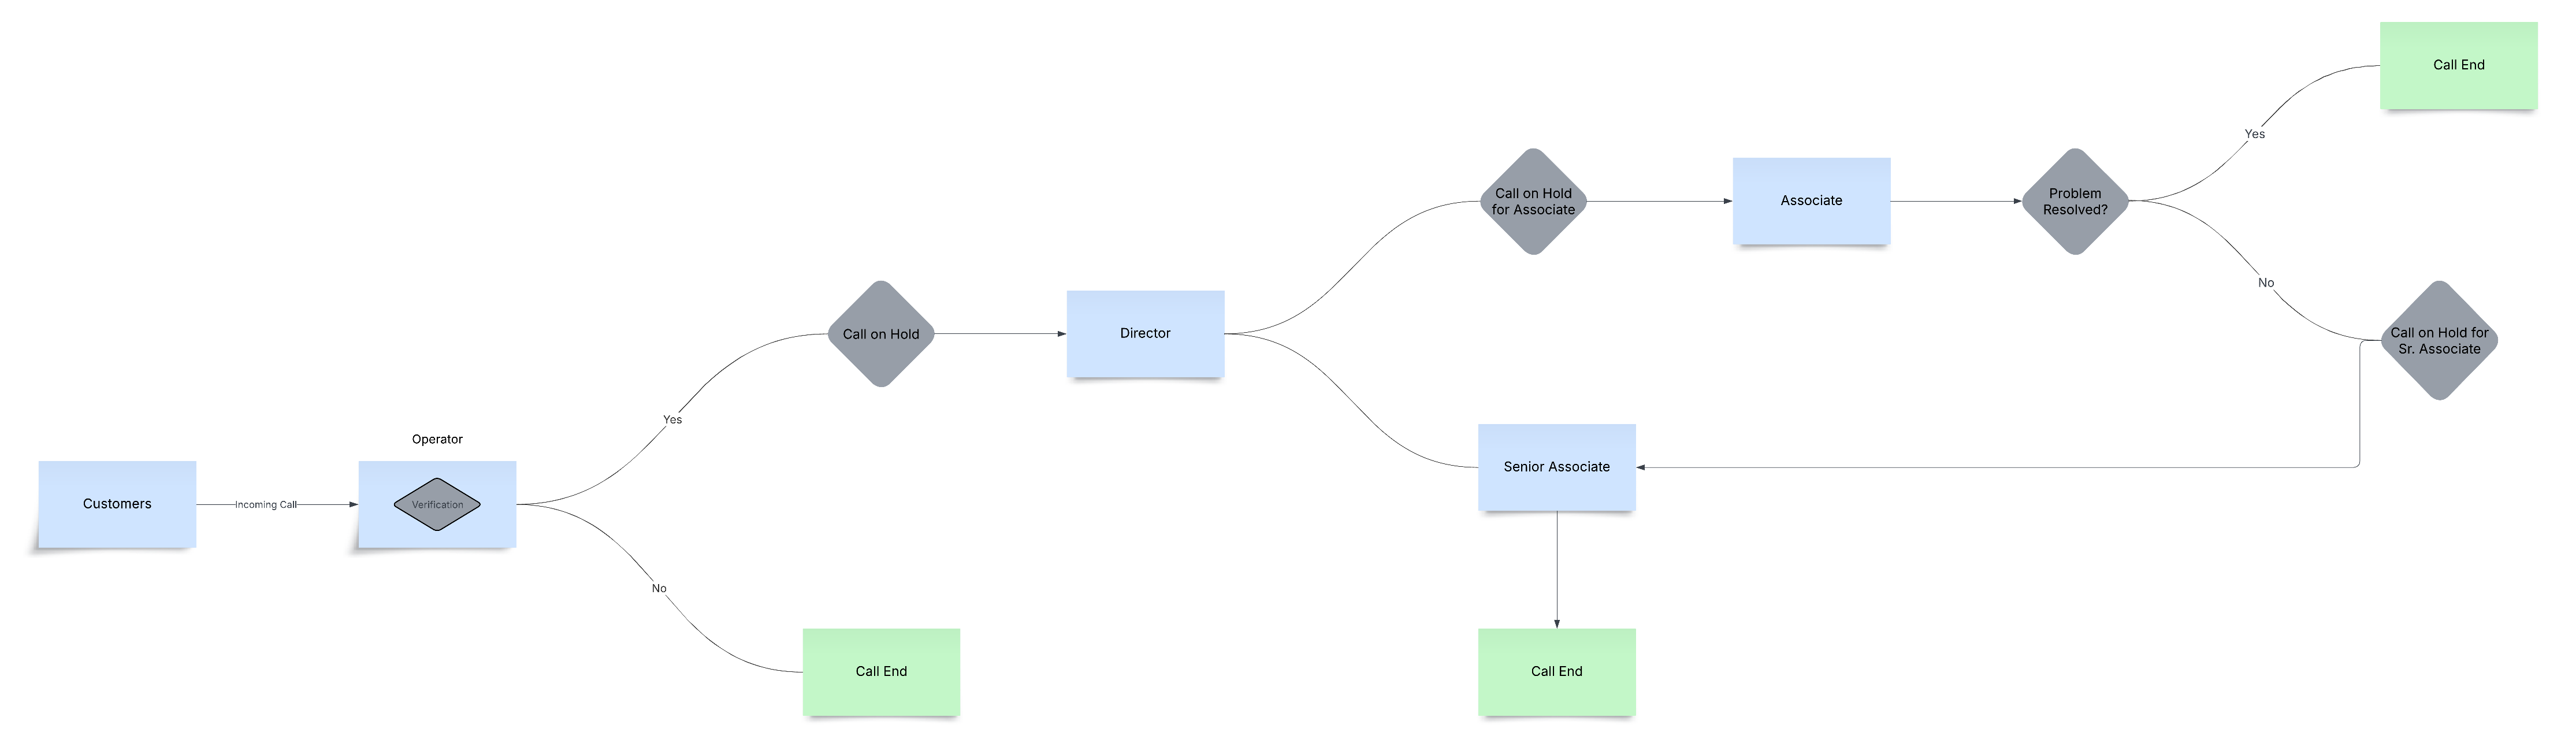 Customers
Incoming Call
Operator
Verification
Yes
No
Call on Hold
Call End
Director
Call on Hold
for Associate
Associate
Problem
Resolved?
Yes
Call End
No
Call on Hold for
Sr. Associate
Senior Associate
Call End